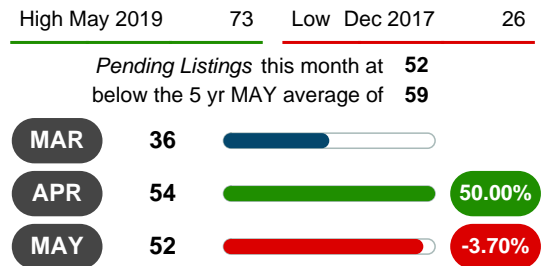 High May 2019 73 Low Dec 2017 26
Pending Listings this month at 52
below the 5 yr MAY average of 59
MAR 36
APR 54 50.00%
MAY 52 -3.70%